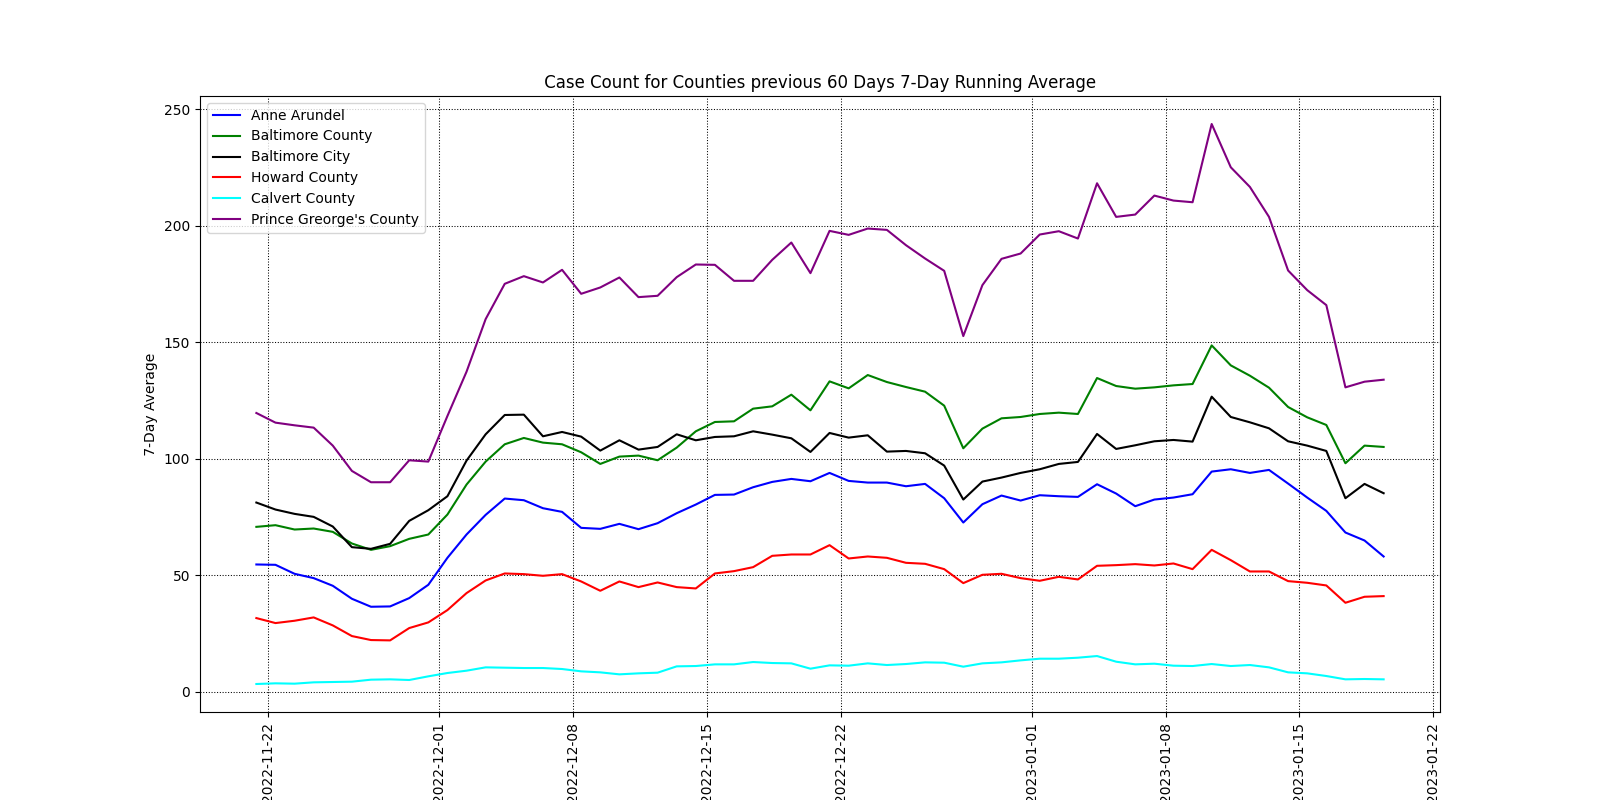 Case Count for Counties previous 60 Days 7-Day Running Average
250
200
150
100
50
0
7-Day Average
Anne Arundel
Baltimore County
Baltimore City
Howard County
Calvert County
Prince Greorge's County
2022-11-22
2022-12-01
2022-12-08
2022-12-15
2022-12-22
2023-01-01
2023-01-08
2023-01-15
2023-01-22